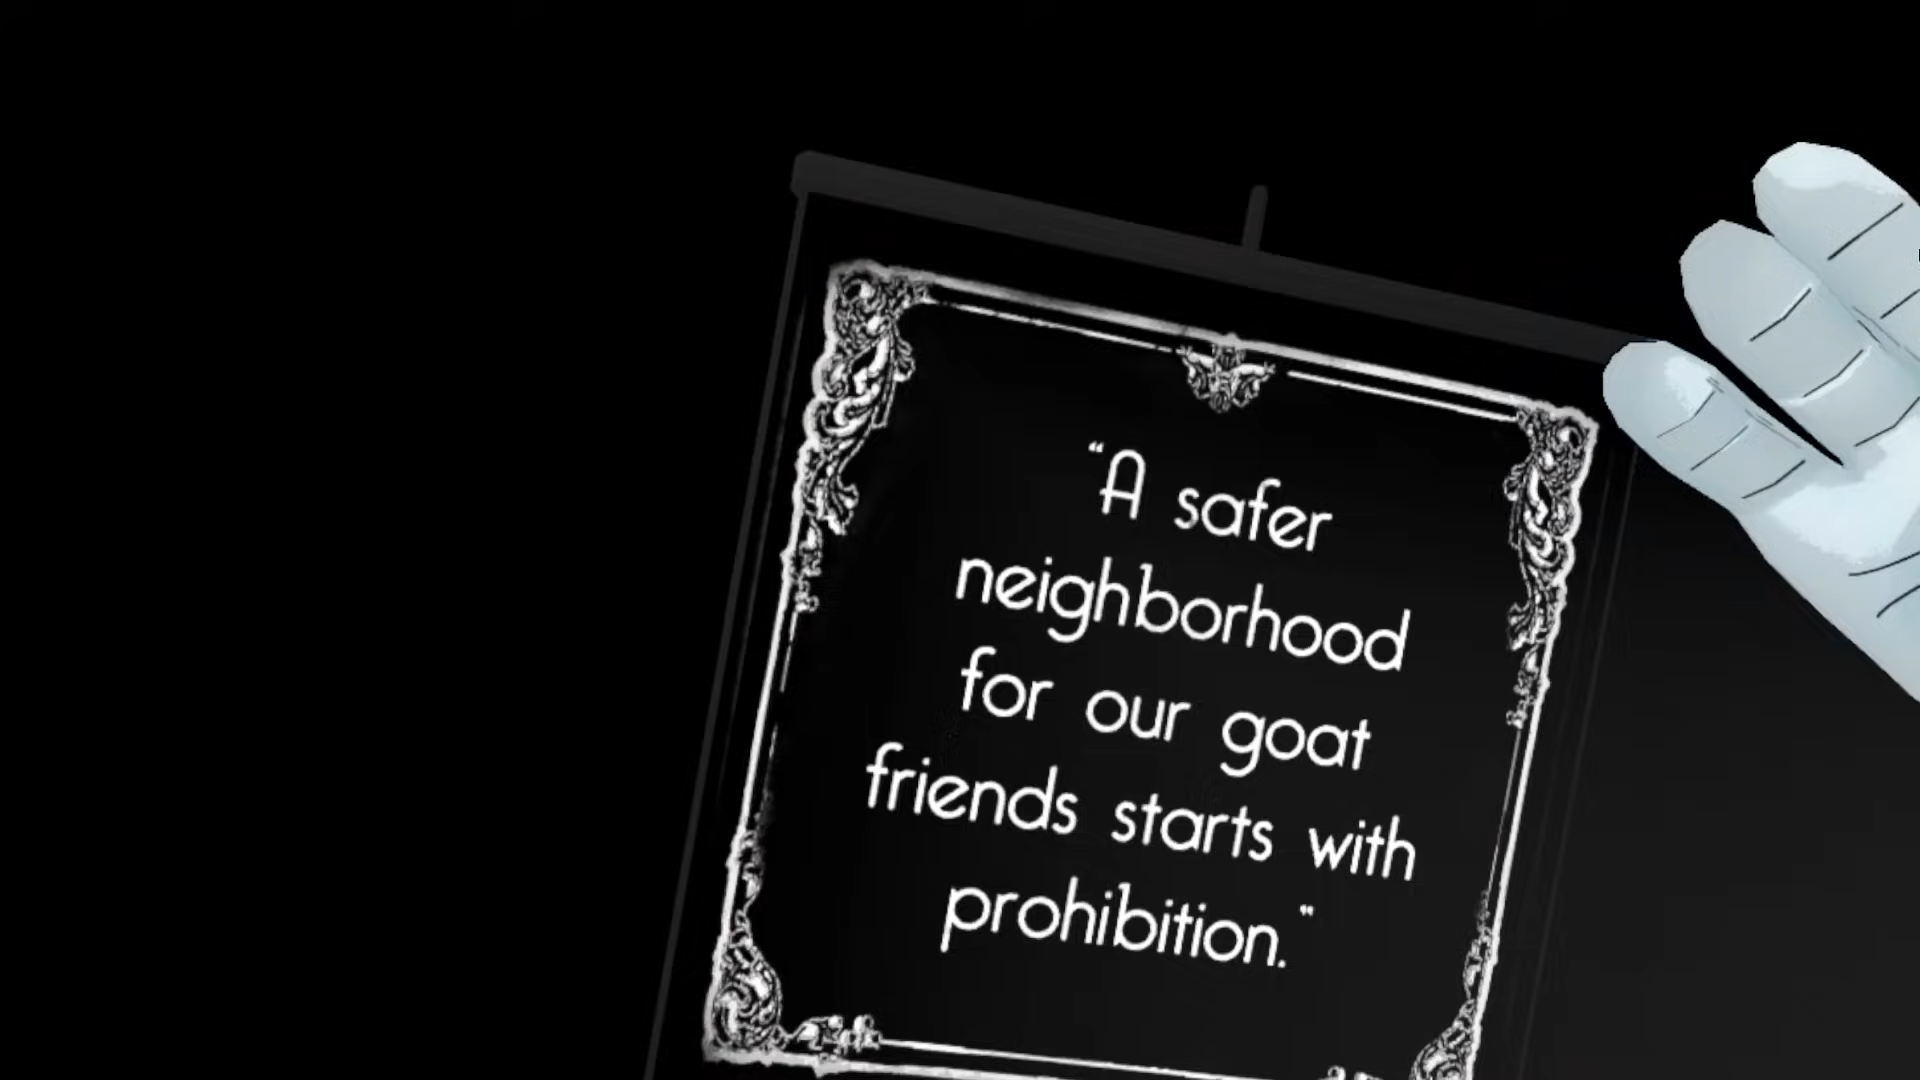 “A safer
neighborhood
for our goat
friends starts with
prohibition.”